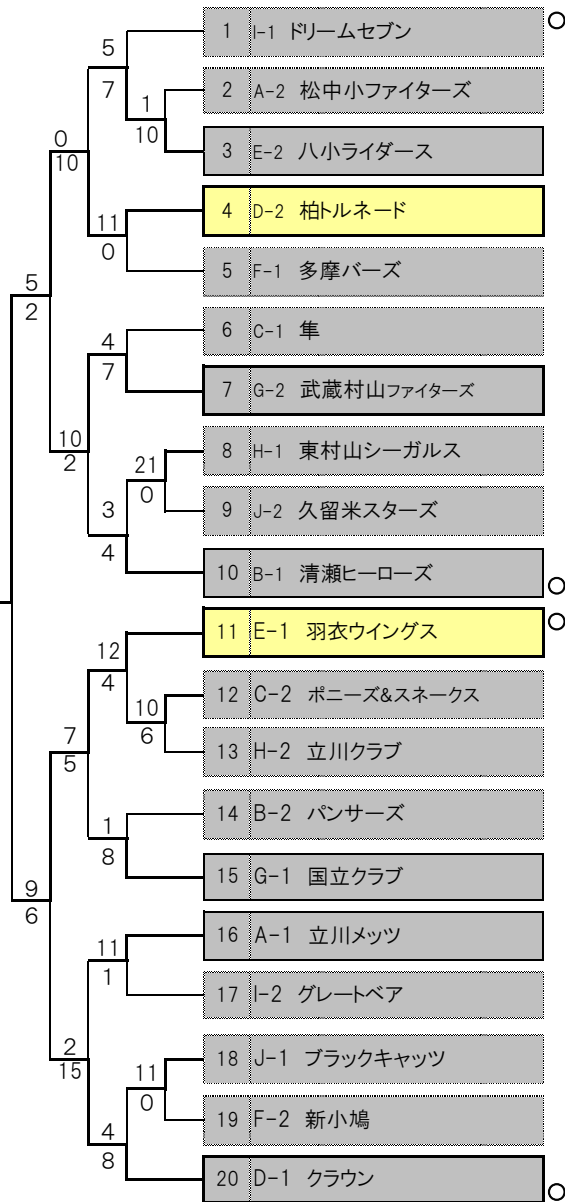 1 I-1 ドリームセブン ○
5
7
1
10
2 A-2 松中小ファイターズ
3 E-2 八小ライダース
0
10
11
0
4 D-2 柏トルネード
5 F-1 多摩バーズ
5
2
4
7
6 C-1 隼
7 G-2 武蔵村山ファイターズ
10
2
21
0
8 H-1 東村山シーガルス
9 J-2 久留米スターズ
3
4
10 B-1 清瀬ヒーローズ ○
11 E-1 羽衣ウイングス ○
12
4
10
6
12 C-2 ポニーズ&スネークス
13 H-2 立川クラブ
7
5
1
8
14 B-2 パンサーズ
15 G-1 国立クラブ
9
6
11
1
16 A-1 立川メッツ
17 I-2 グレートベア
2
15
11
0
18 J-1 ブラックキャッツ
19 F-2 新小鳩
4
8
20 D-1 クラウン ○